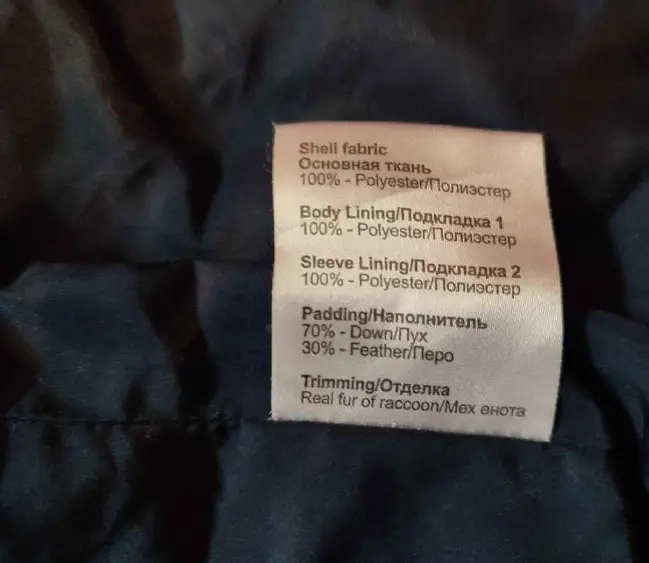 Shell fabric
Основная ткань
100% - Polyester/Полиэстер
Body Lining/Подкладка 1
100% - Polyester/Полиэстер
Sleeve Lining/Подкладка 2
100% - Polyester/Полиэстер
Padding/Наполнитель
70% - Down/Пух
30% - Feather/Перо
Trimming/Отделка
Real fur of raccoon/Мех енота